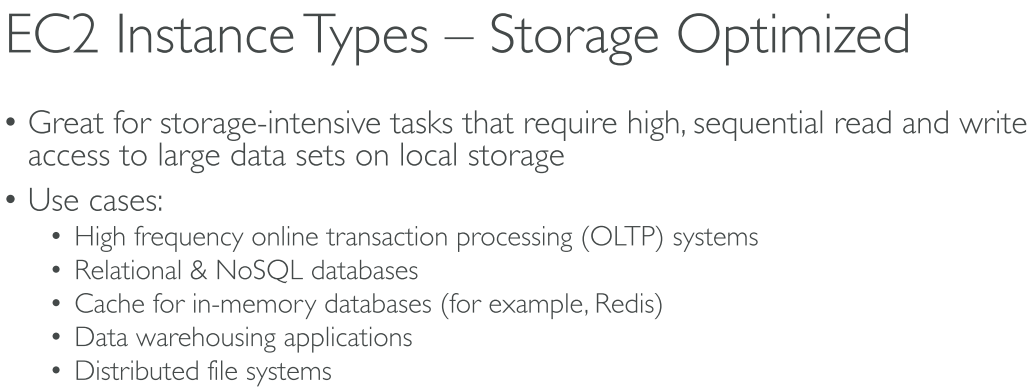 EC2 Instance Types – Storage Optimized
• Great for storage-intensive tasks that require high, sequential read and write
access to large data sets on local storage
• Use cases:
• High frequency online transaction processing (OLTP) systems
• Relational & NoSQL databases
• Cache for in-memory databases (for example, Redis)
• Data warehousing applications
• Distributed file systems